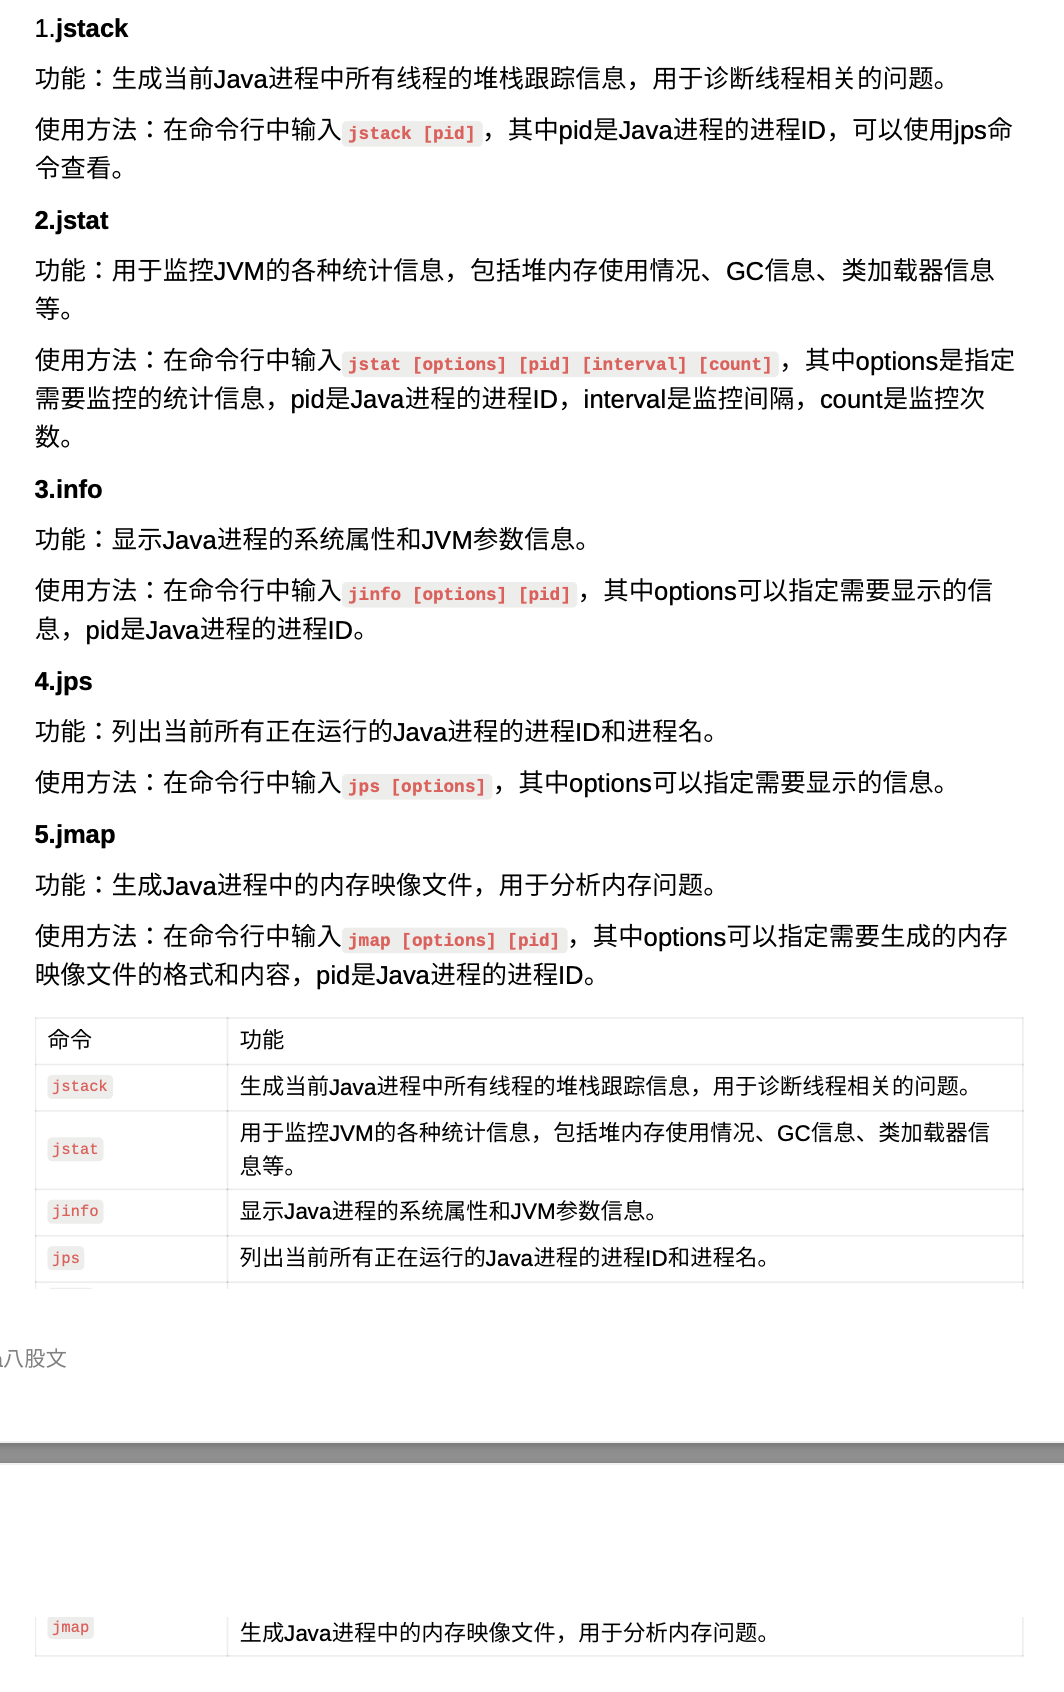 1.jstack
功能：生成当前Java进程中所有线程的堆栈跟踪信息，用于诊断线程相关的问题。
使用方法：在命令行中输入 jstack [pid] ，其中pid是Java进程的进程ID，可以使用jps命
令查看。
2.jstat
功能：用于监控JVM的各种统计信息，包括堆内存使用情况、GC信息、类加载器信息
等。
使用方法：在命令行中输入 jstat [options] [pid] [interval] [count] ，其中options是指定
需要监控的统计信息，pid是Java进程的进程ID，interval是监控间隔，count是监控次
数。
3.info
功能：显示Java进程的系统属性和JVM参数信息。
使用方法：在命令行中输入 jinfo [options] [pid] ，其中options可以指定需要显示的信
息，pid是Java进程的进程ID。
4.jps
功能：列出当前所有正在运行的Java进程的进程ID和进程名。
使用方法：在命令行中输入 jps [options] ，其中options可以指定需要显示的信息。
5.jmap
功能：生成Java进程中的内存映像文件，用于分析内存问题。
使用方法：在命令行中输入 jmap [options] [pid] ，其中options可以指定需要生成的内存
映像文件的格式和内容，pid是Java进程的进程ID。
命令 功能
jstack 生成当前Java进程中所有线程的堆栈跟踪信息，用于诊断线程相关的问题。
jstat 用于监控JVM的各种统计信息，包括堆内存使用情况、GC信息、类加载器信
息等。
jinfo 显示Java进程的系统属性和JVM参数信息。
jps 列出当前所有正在运行的Java进程的进程ID和进程名。
八股文
jmap 生成Java进程中的内存映像文件，用于分析内存问题。